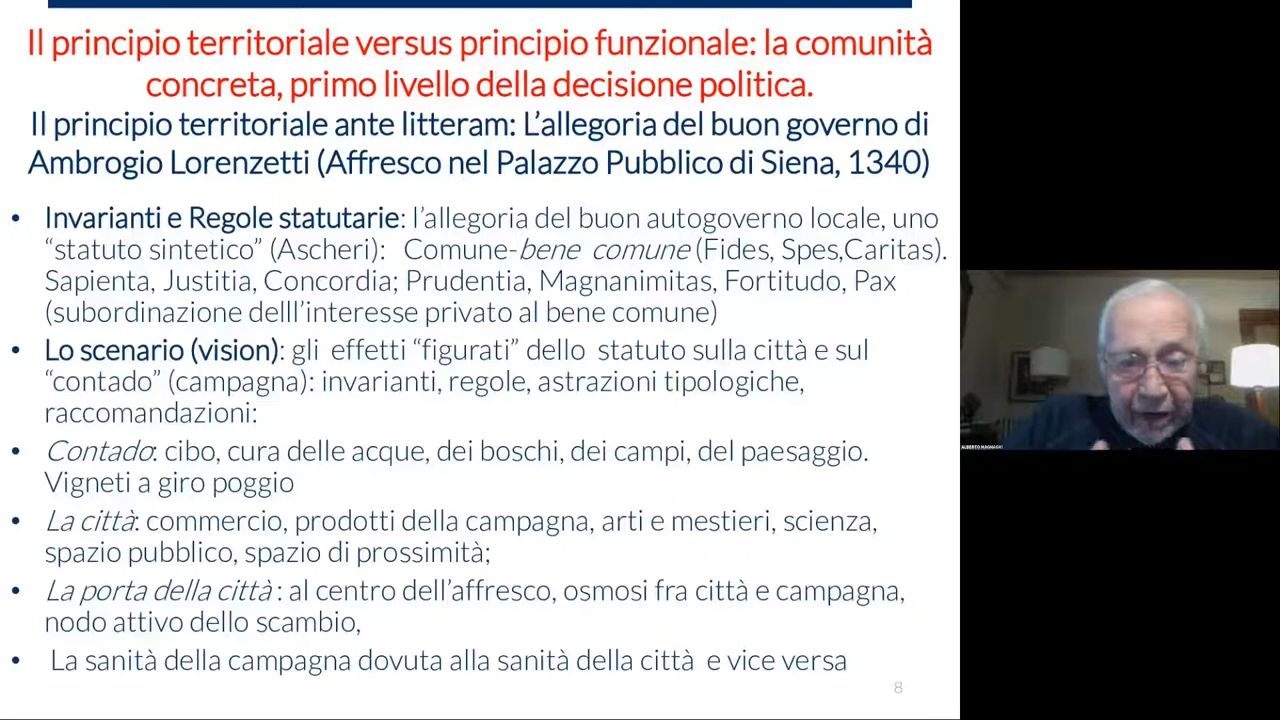 Il principio territoriale versus principio funzionale: la comunità
concreta, primo livello della decisione politica.
Il principio territoriale ante litteram: L’allegoria del buon governo di
Ambrogio Lorenzetti (Affresco nel Palazzo Pubblico di Siena, 1340)
• Invarianti e Regole statutarie: l’allegoria del buon autogoverno locale, uno
“statuto sintetico” (Ascheri): Comune-bene comune (Fides, Spes,Caritas).
Sapienta, Justitia, Concordia; Prudentia, Magnanimitas, Fortitudo, Pax
(subordinazione delll’interesse privato al bene comune)
• Lo scenario (vision): gli effetti “figurati” dello statuto sulla città e sul
“contado” (campagna): invarianti, regole, astrazioni tipologiche,
raccomandazioni:
• Contado: cibo, cura delle acque, dei boschi, dei campi, del paesaggio.
Vigneti a giro poggio
• La città: commercio, prodotti della campagna, arti e mestieri, scienza,
spazio pubblico, spazio di prossimità;
• La porta della città : al centro dell’affresco, osmosi fra città e campagna,
nodo attivo dello scambio,
• La sanità della campagna dovuta alla sanità della città e vice versa
8
ALBERTO MAGNAGHI